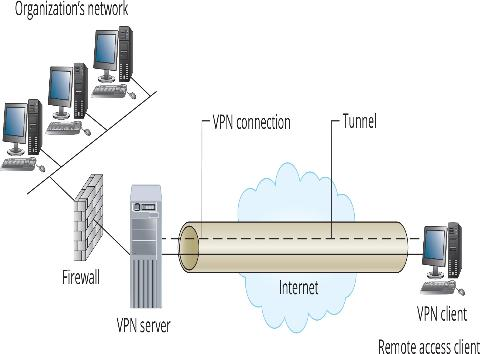 Organization's network
VPN connection
Tunnel
Firewall
Internet
VPN server
VPN client
Remote access client